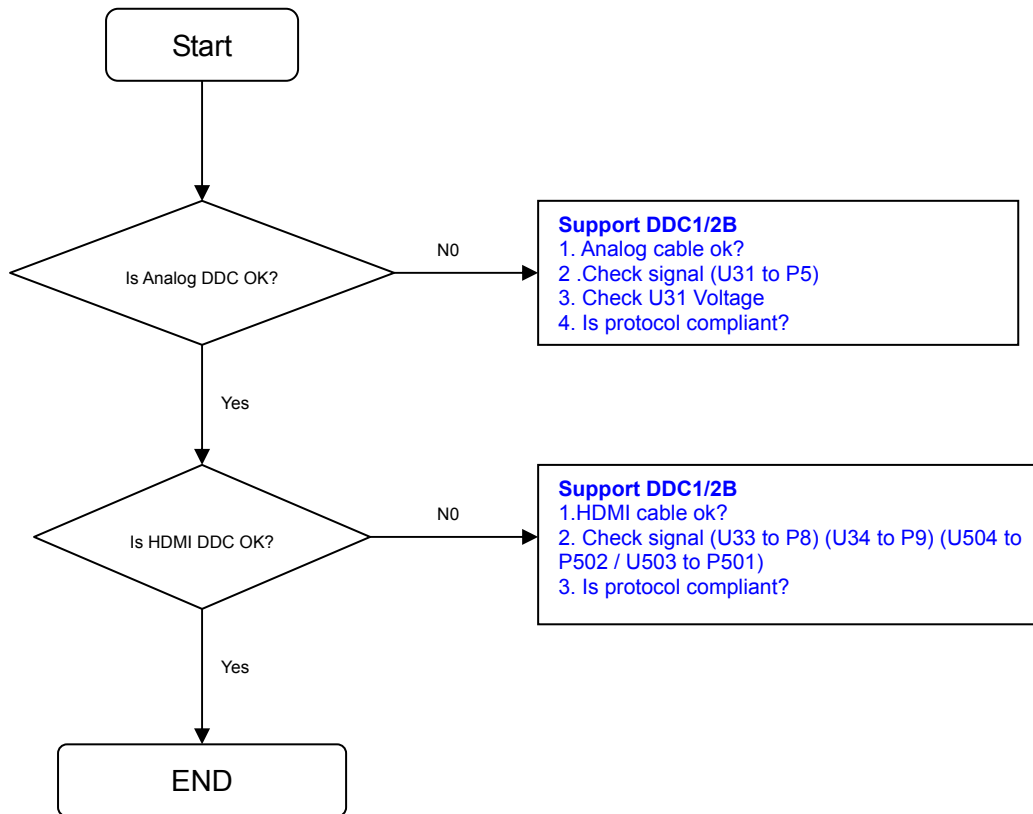 Start
Is Analog DDC OK?
N0
Support DDC1/2B
1. Analog cable ok?
2 .Check signal (U31 to P5)
3. Check U31 Voltage
4. Is protocol compliant?
Yes
Is HDMI DDC OK?
N0
Support DDC1/2B
1.HDMI cable ok?
2. Check signal (U33 to P8) (U34 to P9) (U504 to
P502 / U503 to P501)
3. Is protocol compliant?
Yes
END